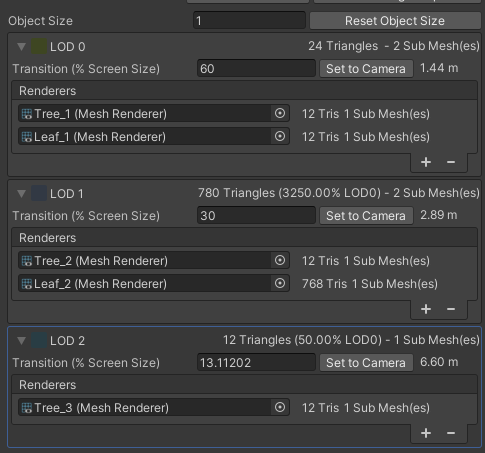 Object Size 1 Reset Object Size
LOD 0 24 Triangles - 2 Sub Mesh(es)
Transition (% Screen Size) 60 Set to Camera 1.44 m
Renderers
Tree_1 (Mesh Renderer) 12 Tris 1 Sub Mesh(es)
Leaf_1 (Mesh Renderer) 12 Tris 1 Sub Mesh(es)
+ −
LOD 1 780 Triangles (3250.00% LOD0) - 2 Sub Mesh(es)
Transition (% Screen Size) 30 Set to Camera 2.89 m
Renderers
Tree_2 (Mesh Renderer) 12 Tris 1 Sub Mesh(es)
Leaf_2 (Mesh Renderer) 768 Tris 1 Sub Mesh(es)
+ −
LOD 2 12 Triangles (50.00% LOD0) - 1 Sub Mesh(es)
Transition (% Screen Size) 13.11202 Set to Camera 6.60 m
Renderers
Tree_3 (Mesh Renderer) 12 Tris 1 Sub Mesh(es)
+ −